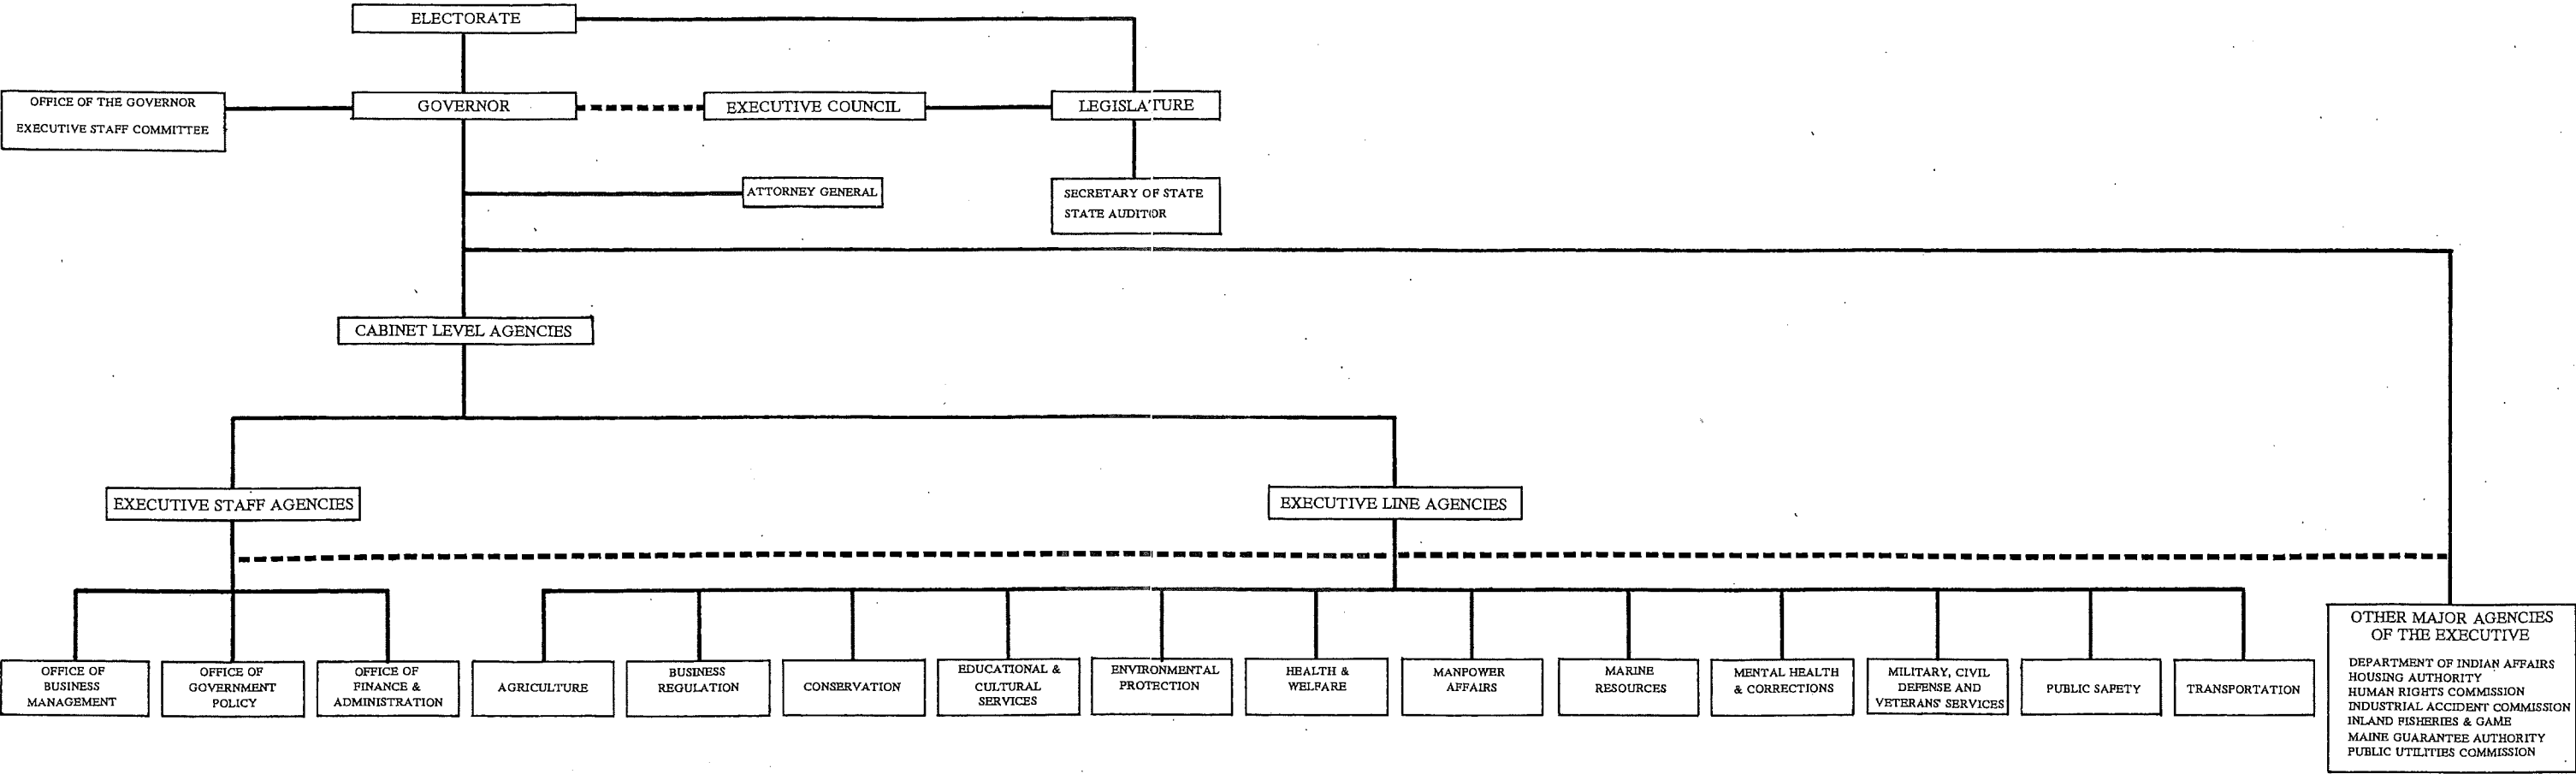 ELECTORATE
OFFICE OF THE GOVERNOR
EXECUTIVE STAFF COMMITTEE
GOVERNOR
EXECUTIVE COUNCIL
LEGISLATURE
ATTORNEY GENERAL
SECRETARY OF STATE
STATE AUDITOR
CABINET LEVEL AGENCIES
EXECUTIVE STAFF AGENCIES
EXECUTIVE LINE AGENCIES
OFFICE OF
BUSINESS
MANAGEMENT
OFFICE OF
GOVERNMENT
POLICY
OFFICE OF
FINANCE &
ADMINISTRATION
AGRICULTURE
BUSINESS
REGULATION
CONSERVATION
EDUCATIONAL &
CULTURAL
SERVICES
ENVIRONMENTAL
PROTECTION
HEALTH &
WELFARE
MANPOWER
AFFAIRS
MARINE
RESOURCES
MENTAL HEALTH
& CORRECTIONS
MILITARY, CIVIL
DEFENSE AND
VETERANS' SERVICES
PUBLIC SAFETY
TRANSPORTATION
OTHER MAJOR AGENCIES
OF THE EXECUTIVE
DEPARTMENT OF INDIAN AFFAIRS
HOUSING AUTHORITY
HUMAN RIGHTS COMMISSION
INDUSTRIAL ACCIDENT COMMISSION
INLAND FISHERIES & GAME
MAINE GUARANTEE AUTHORITY
PUBLIC UTILITIES COMMISSION